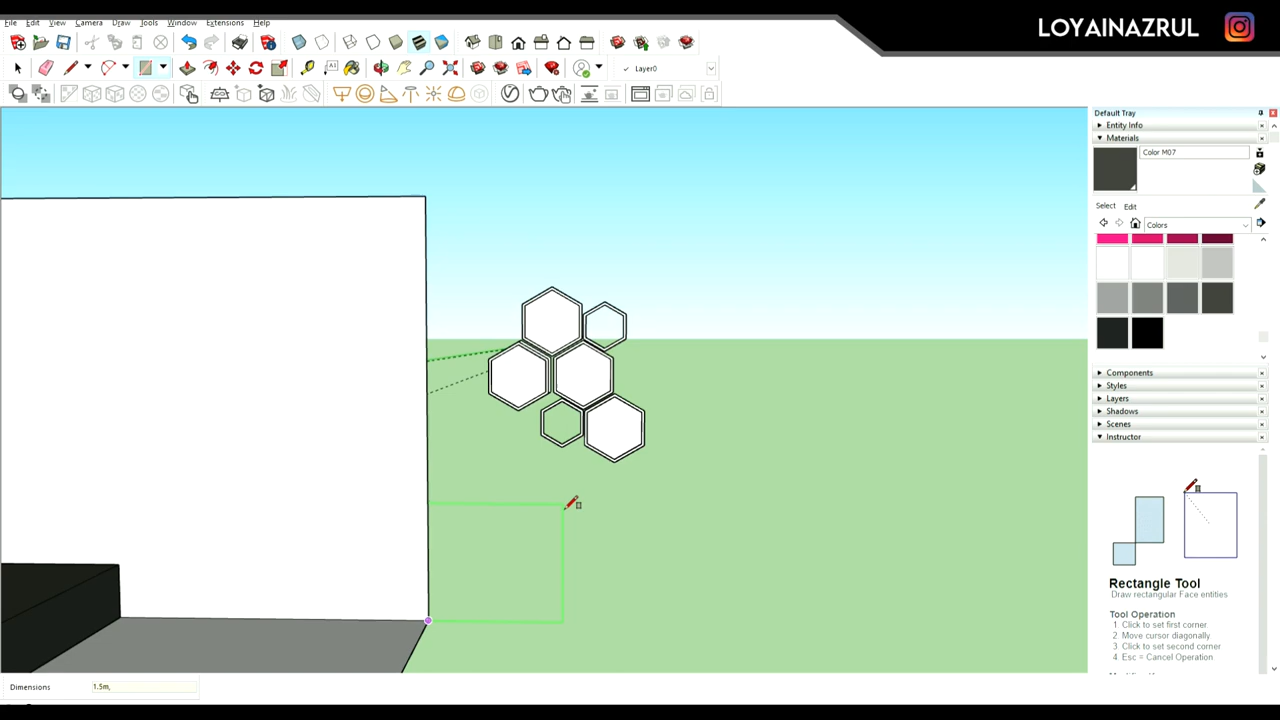 LOYAINAZRUL
File Edit View Camera Draw Tools Window Extensions Help
Layer0
Default Tray
Entity Info
Materials
Color M07
Select Edit
Colors
Components
Styles
Layers
Shadows
Scenes
Instructor
Rectangle Tool
Draw rectangular Face entities
Tool Operation
1 Click to set first corner
2 Move cursor diagonally
3 Click to set second corner
4 Esc = Cancel Operation
Dimensions 1.5m,